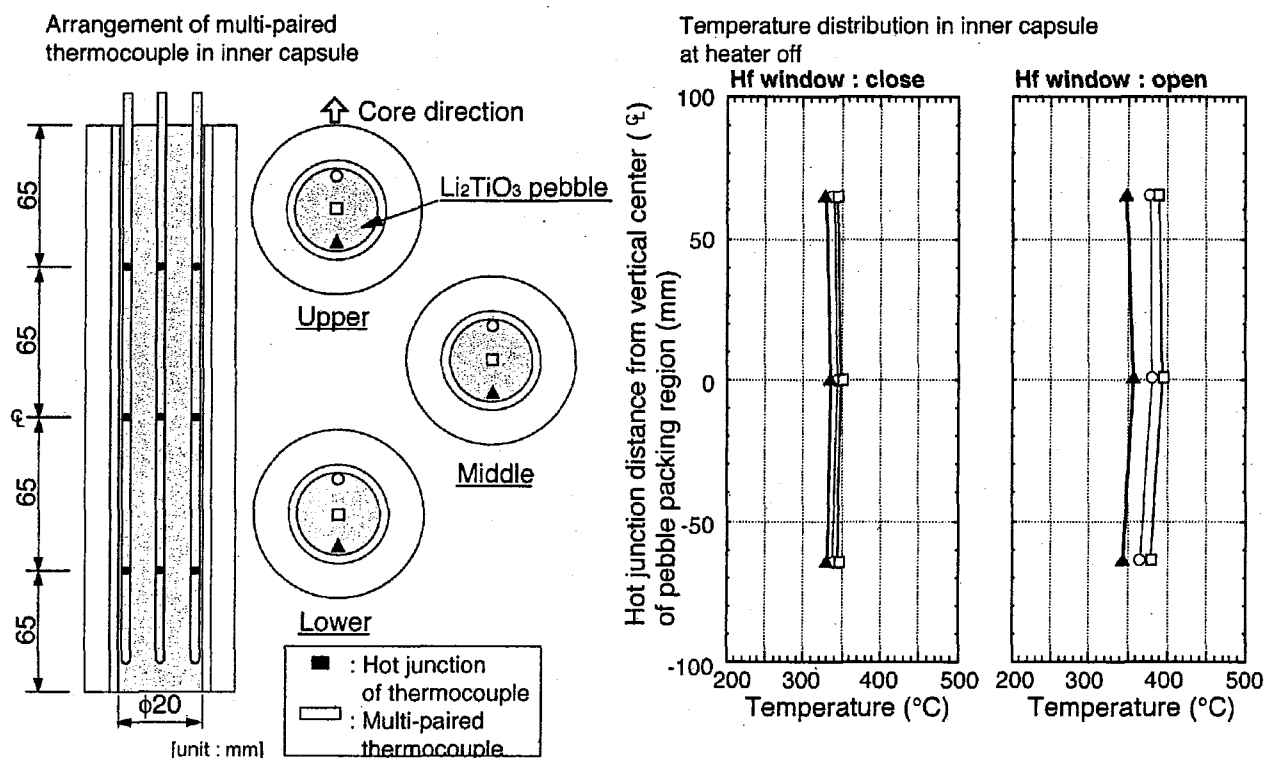 Arrangement of multi-paired
thermocouple in inner capsule
65
65
℄
65
65
ϕ20
[unit : mm]
Core direction
Li₂TiO₃ pebble
Upper
Middle
Lower
■ : Hot junction
of thermocouple
: Multi-paired
thermocouple
Temperature distribution in inner capsule
at heater off
Hf window : close
Hf window : open
Hot junction distance from vertical center (℄)
of pebble packing region (mm)
100
50
0
-50
-100
200 300 400 500
Temperature (°C)
200 300 400 500
Temperature (°C)